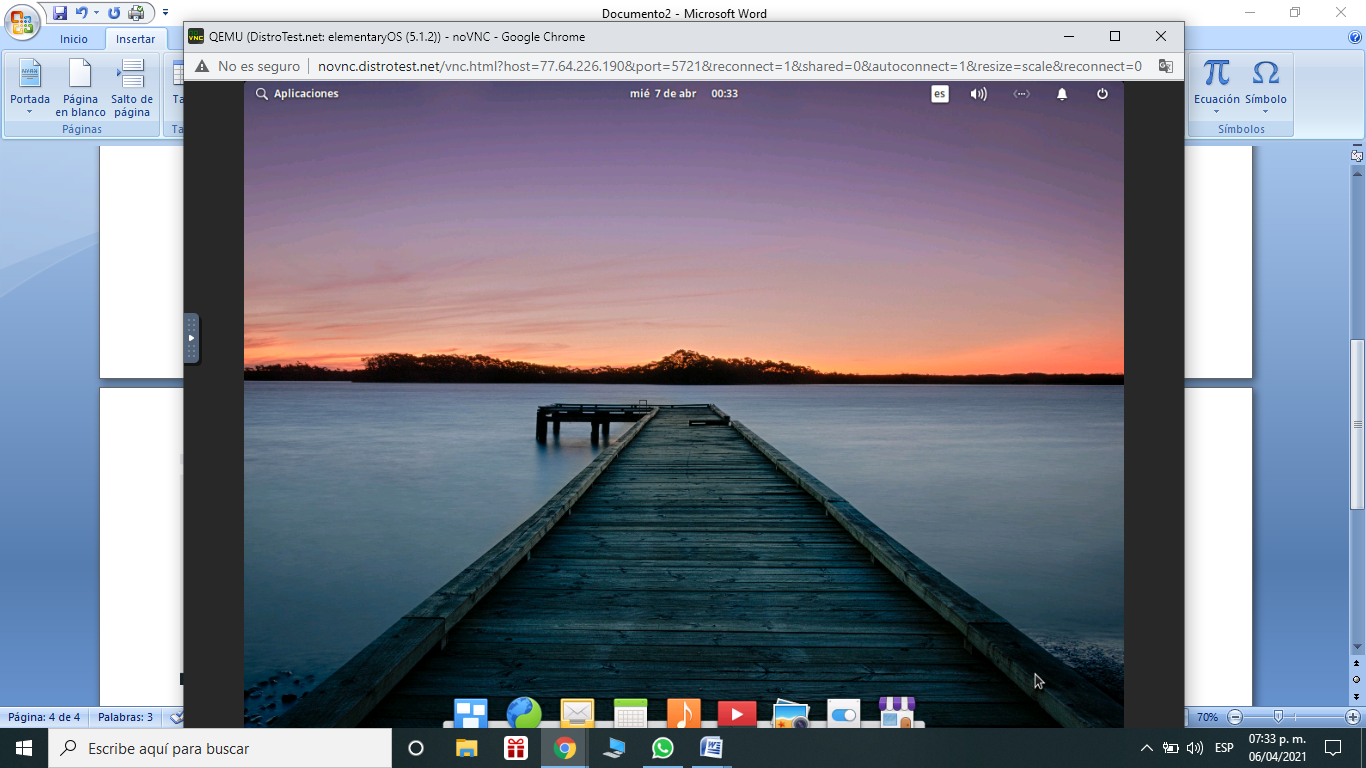 Documento2 - Microsoft Word
Inicio
Insertar
Portada
Página en blanco
Salto de página
Páginas
Ecuación
Símbolo
Símbolos
QEMU (DistroTest.net: elementaryOS (5.1.2)) - noVNC - Google Chrome
No es seguro
novnc.distrotest.net/vnc.html?host=77.64.226.190&port=5721&reconnect=1&shared=0&autoconnect=1&resize=scale&reconnect=0
Aplicaciones
mié 7 de abr 00:33
es
Página: 4 de 4
Palabras: 3
70%
Escribe aquí para buscar
ESP
07:33 p. m.
06/04/2021